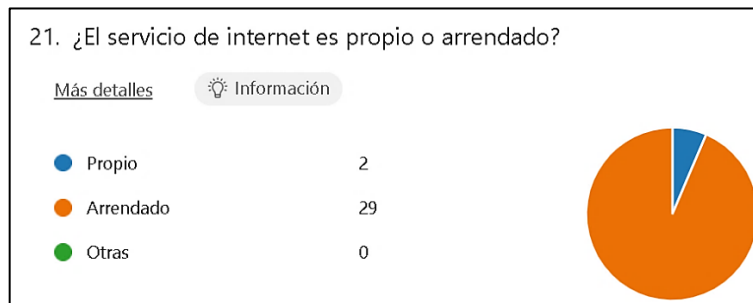 21. ¿El servicio de internet es propio o arrendado?
Más detalles Información
Propio 2
Arrendado 29
Otras 0